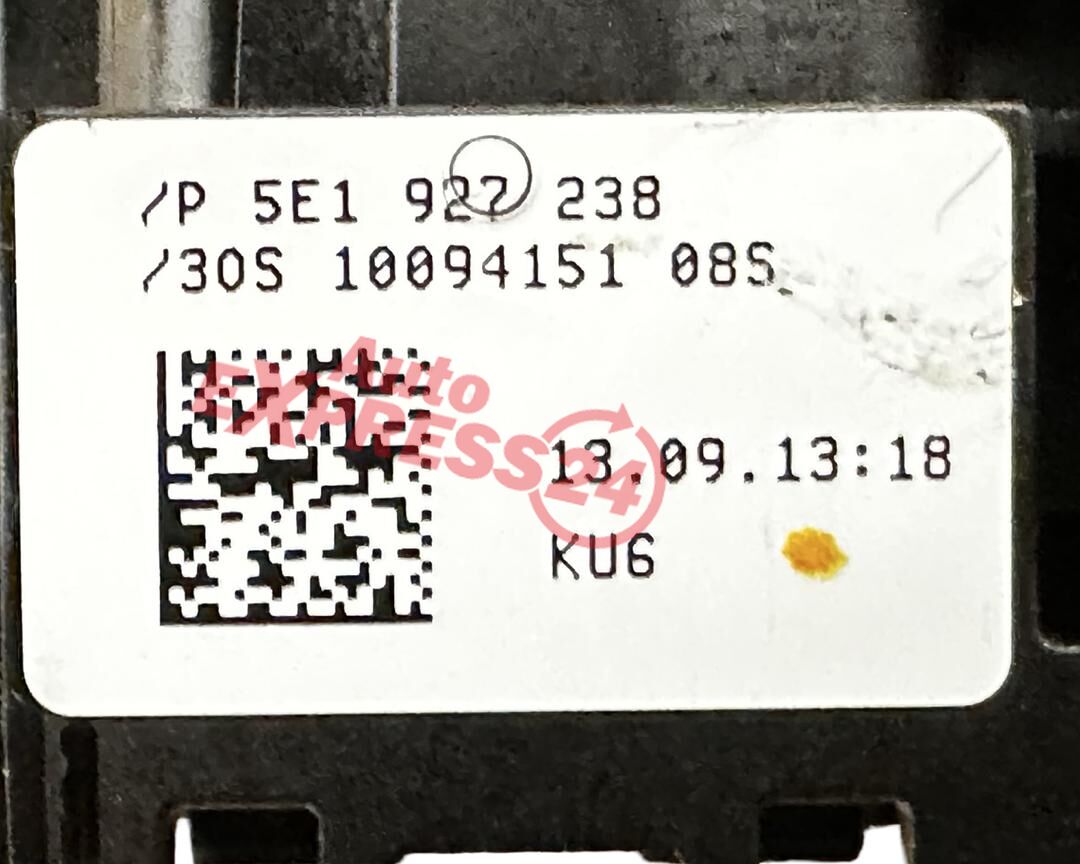 /P 5E1 927 238
/30S 10094151 08S
Auto
EXPRESS24
13.09.13:18
KU6